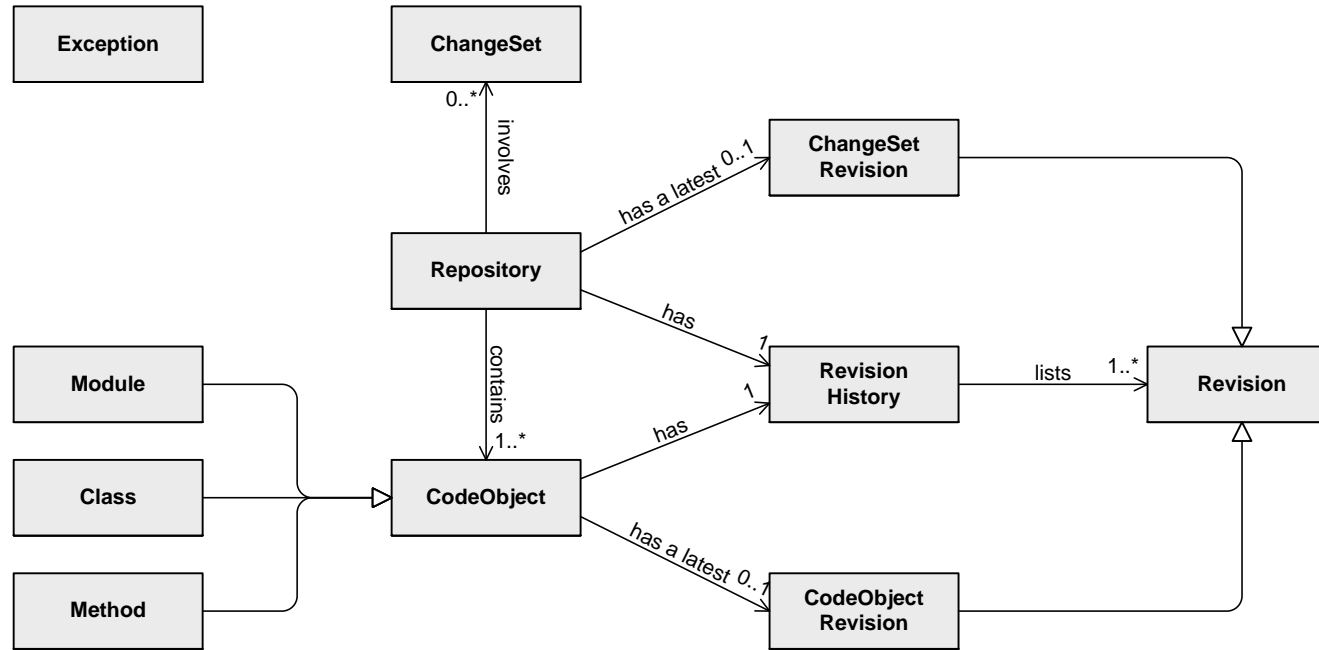 Exception
ChangeSet
0..*
involves
ChangeSet
Revision
has a latest
0..1
Repository
has
1
contains
Module
Revision
History
lists
1..*
Revision
1
has
1..*
Class
CodeObject
has a latest
0..1
Method
CodeObject
Revision